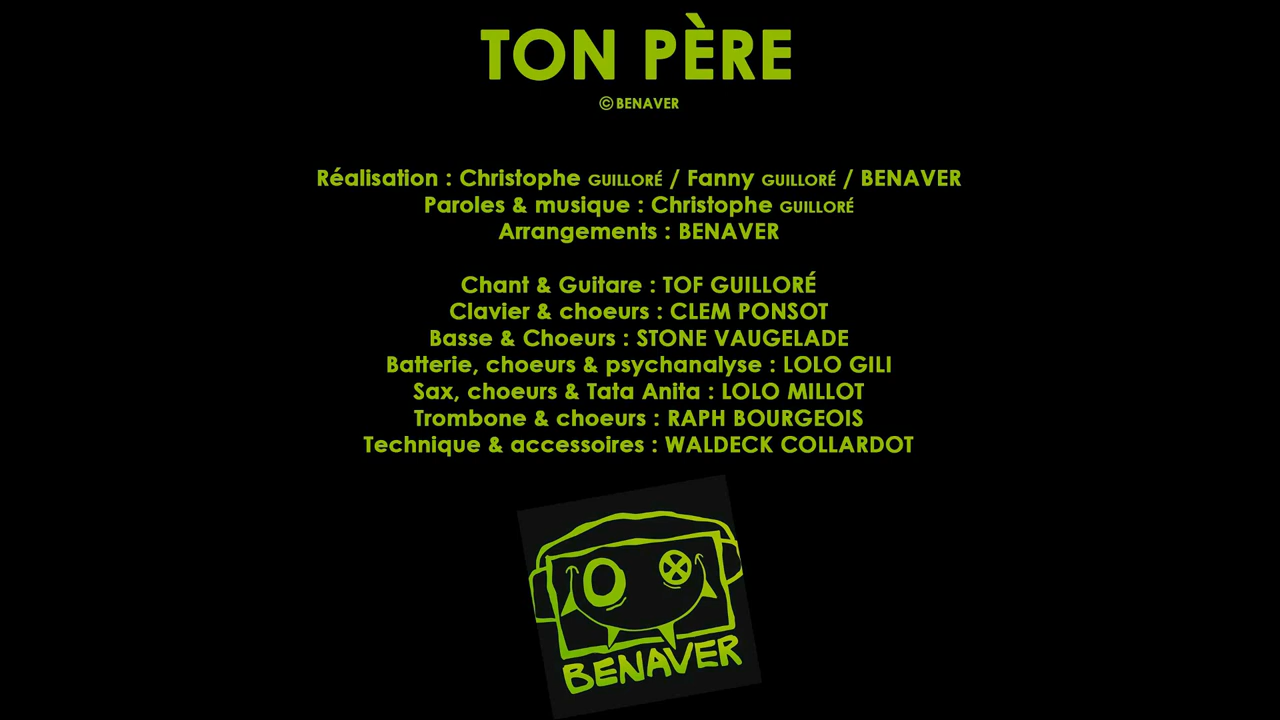 TON PÈRE
© BENAVER
Réalisation : Christophe GUILLORÉ / Fanny GUILLORÉ / BENAVER
Paroles & musique : Christophe GUILLORÉ
Arrangements : BENAVER
Chant & Guitare : TOF GUILLORÉ
Clavier & choeurs : CLEM PONSOT
Basse & Choeurs : STONE VAUGELADE
Batterie, choeurs & psychanalyse : LOLO GILI
Sax, choeurs & Tata Anita : LOLO MILLOT
Trombone & choeurs : RAPH BOURGEOIS
Technique & accessoires : WALDECK COLLARDOT
BENAVER